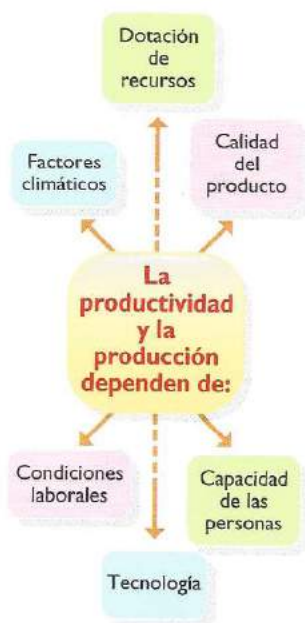 Dotación
de
recursos
Factores
climáticos
Calidad
del
producto
La
productividad
y la
producción
dependen de:
Condiciones
laborales
Capacidad
de las
personas
Tecnología